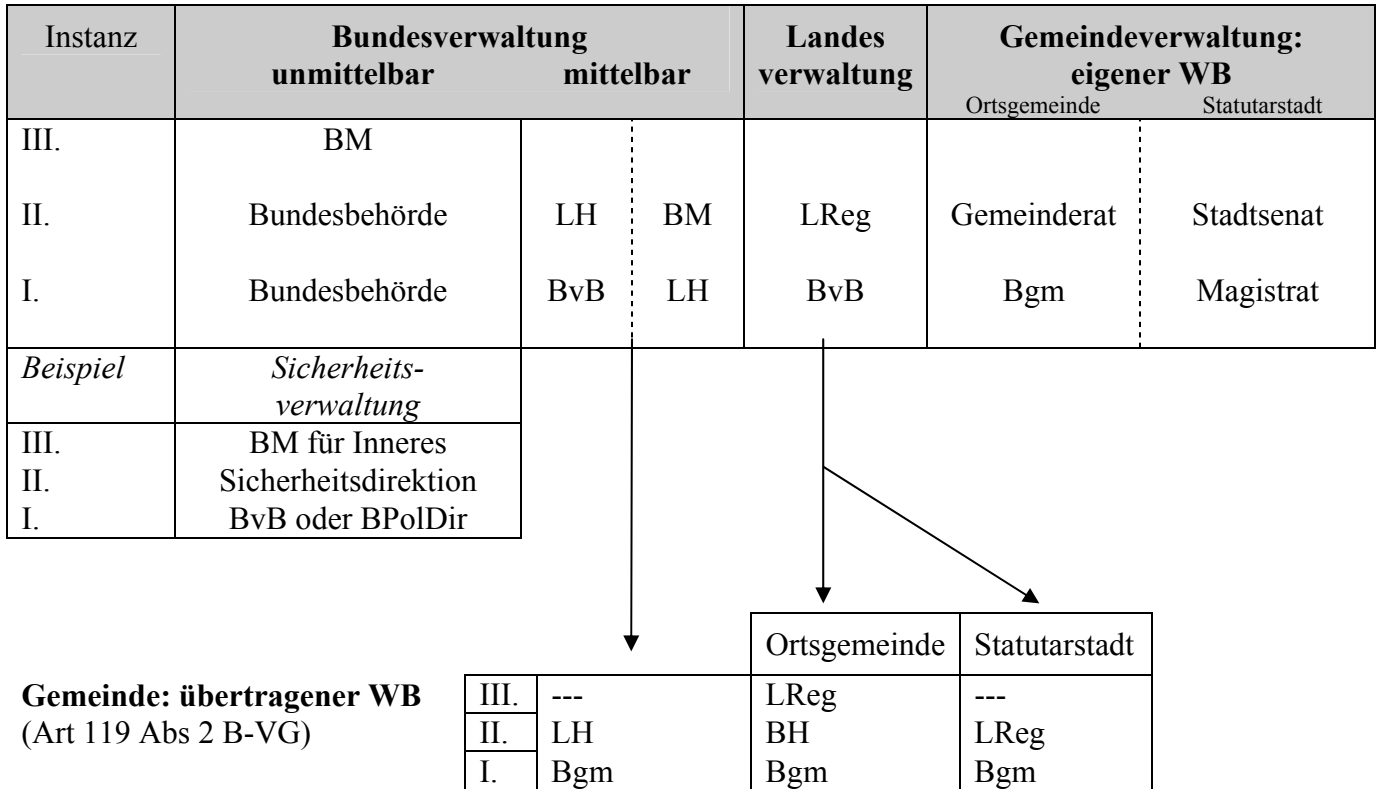 Instanz Bundesverwaltung Landes Gemeindeverwaltung:
unmittelbar mittelbar verwaltung eigener WB
Ortsgemeinde Statutarstadt
III. BM
II. Bundesbehörde LH BM LReg Gemeinderat Stadtsenat
I. Bundesbehörde BvB LH BvB Bgm Magistrat
Beispiel Sicherheits-
verwaltung
III. BM für Inneres
II. Sicherheitsdirektion
I. BvB oder BPolDir
Ortsgemeinde Statutarstadt
Gemeinde: übertragener WB III. --- LReg ---
(Art 119 Abs 2 B-VG) II. LH BH LReg
I. Bgm Bgm Bgm